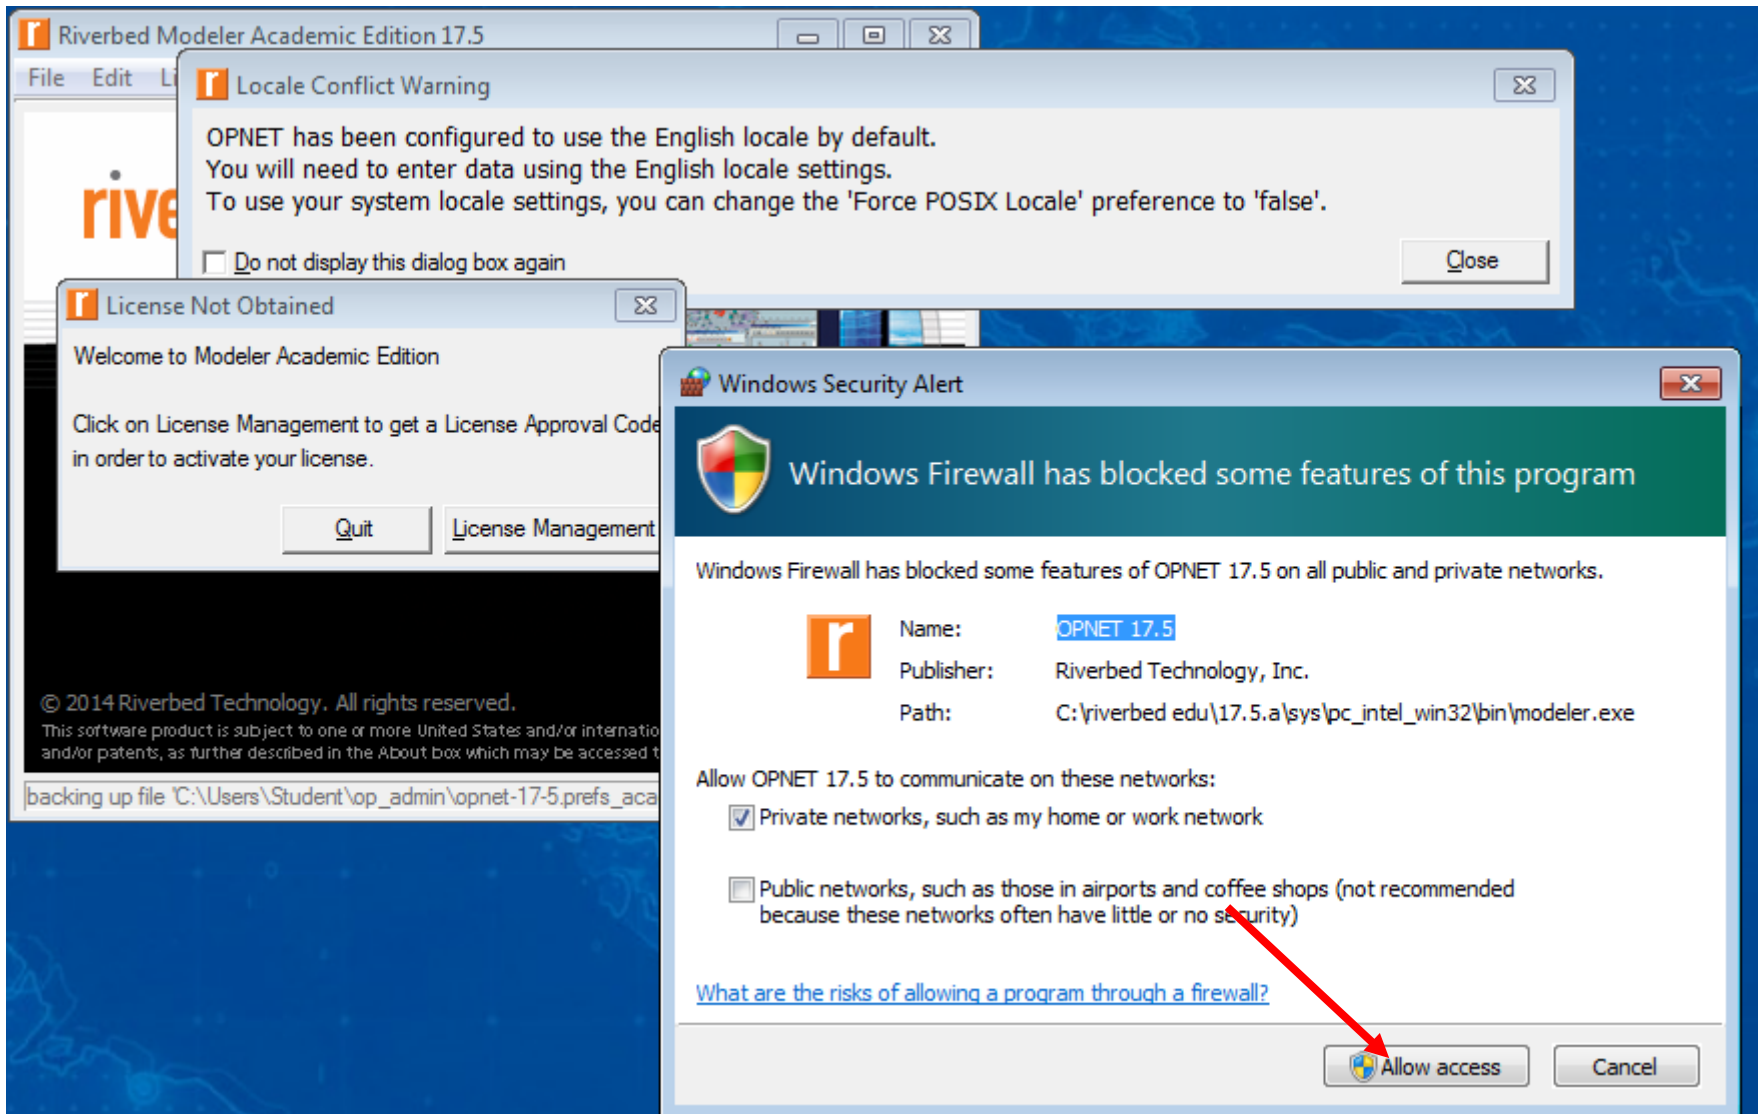 Riverbed Modeler Academic Edition 17.5
File Edit Li
Locale Conflict Warning
OPNET has been configured to use the English locale by default.
You will need to enter data using the English locale settings.
To use your system locale settings, you can change the 'Force POSIX Locale' preference to 'false'.
Do not display this dialog box again
Close
rive
License Not Obtained
Welcome to Modeler Academic Edition
Click on License Management to get a License Approval Code
in order to activate your license.
Quit
License Management
© 2014 Riverbed Technology. All rights reserved.
This software product is subject to one or more United States and/or internatio
and/or patents, as further described in the About box which may be accessed t
backing up file 'C:\Users\Student\op_admin\opnet-17-5.prefs_aca
Windows Security Alert
Windows Firewall has blocked some features of this program
Windows Firewall has blocked some features of OPNET 17.5 on all public and private networks.
r
Name: OPNET 17.5
Publisher: Riverbed Technology, Inc.
Path: C:\riverbed edu\17.5.a\sys\pc_intel_win32\bin\modeler.exe
Allow OPNET 17.5 to communicate on these networks:
Private networks, such as my home or work network
Public networks, such as those in airports and coffee shops (not recommended
because these networks often have little or no security)
What are the risks of allowing a program through a firewall?
Allow access
Cancel